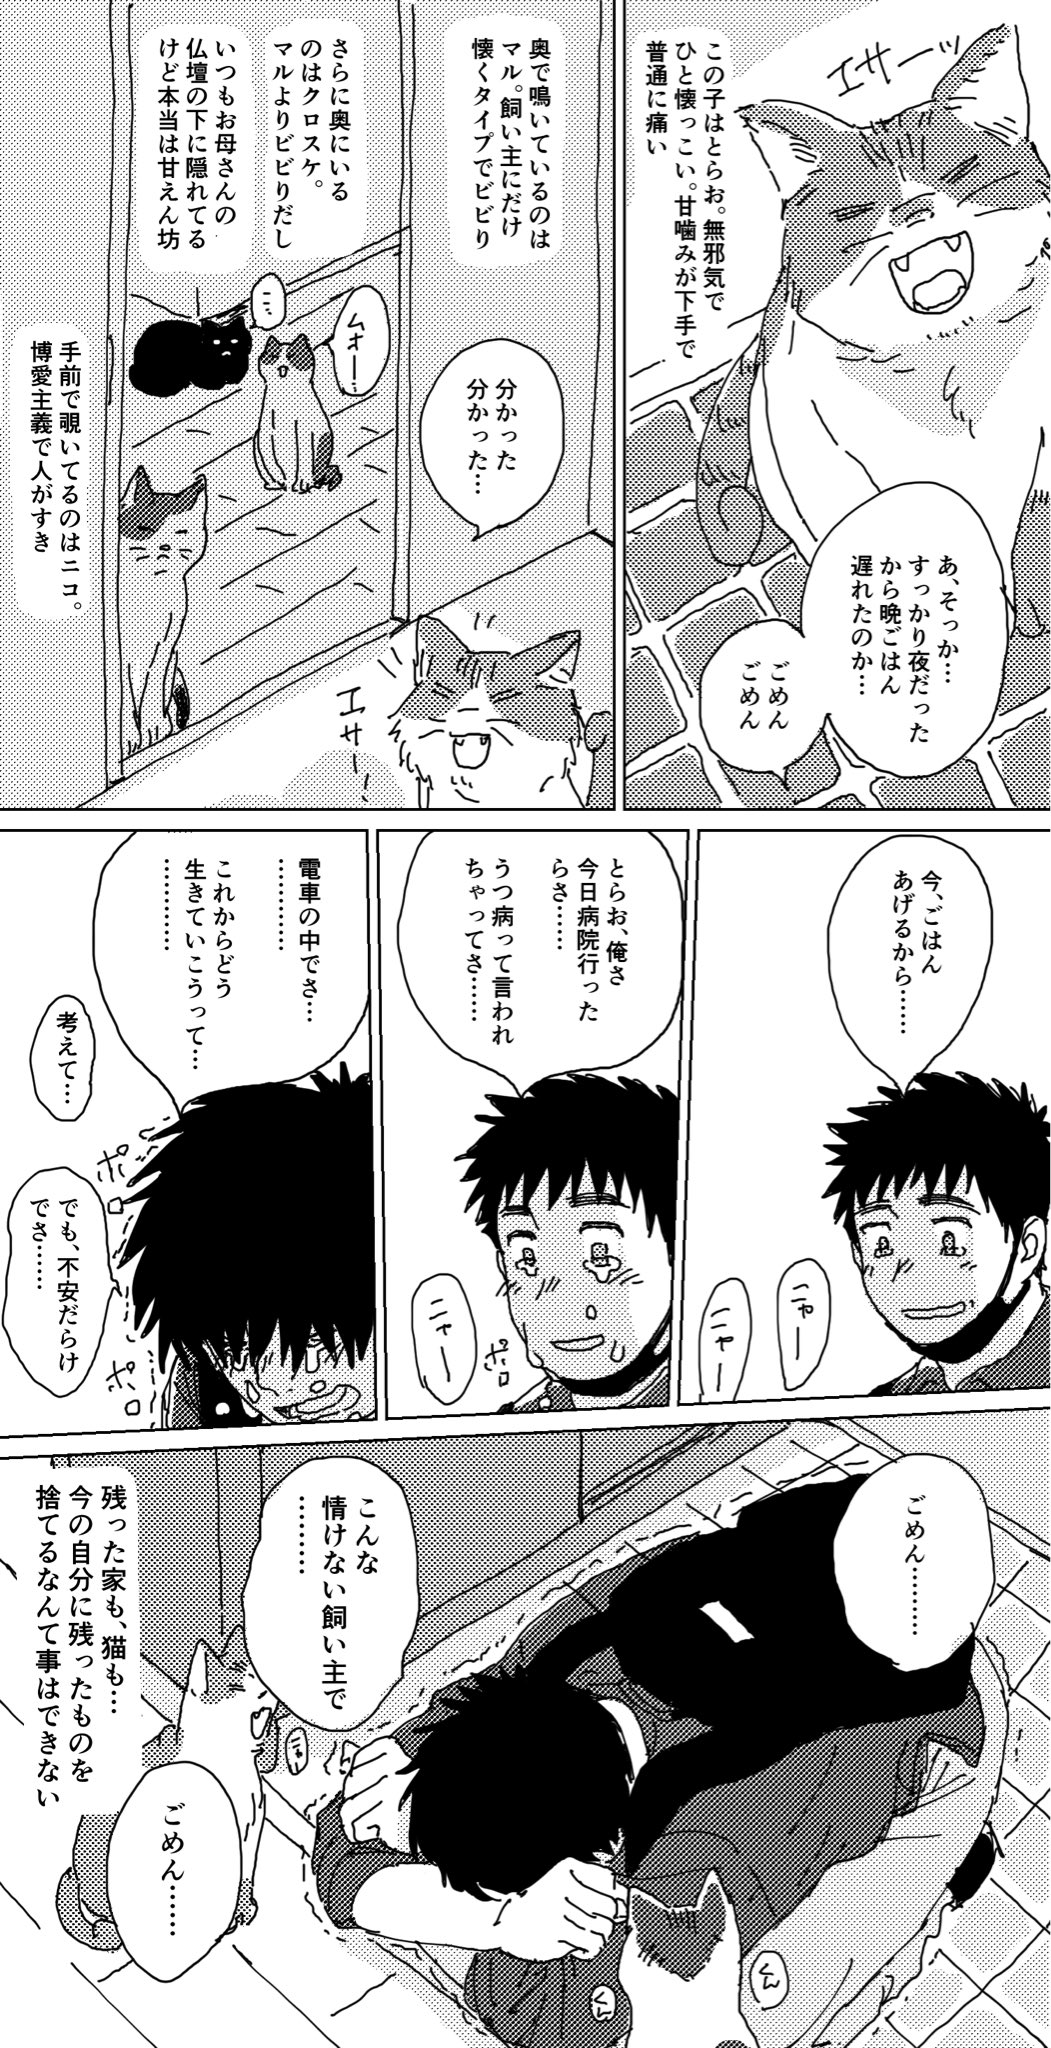 エサーッ
この子はとらお。無邪気で
ひと懐っこい。甘噛みが下手で
普通に痛い
あ、そっか…
すっかり夜だった
から晩ごはん
遅れたのか…
ごめん
ごめん
奥で鳴いているのは
マル。飼い主にだけ
懐くタイプでビビリ
さらに奥にいる
のはクロスケ。
マルよりビビりだし
いつもお母さんの
仏壇の下に隠れてる
けど本当は甘えん坊
ムオー…
…
分かった
分かった…
手前で覗いてるのはニコ。
博愛主義で人がすき
エサー!
今、ごはん
あげるから……
ニャー
ニャー
とらお、俺さ
今日病院行った
らさ……
うつ病って言われ
ちゃってさ……
ニャー
ポロ
電車の中でさ…
…………
これからどう
生きていこうって…
…………
考えて…
ポロ
でも、不安だらけ
でさ……
ポロ
ごめん………
こんな
情けない飼い主で
………
ニャー
ごめん……
くん
くん
残った家も、猫も…
今の自分に残ったものを
捨てるなんて事はできない